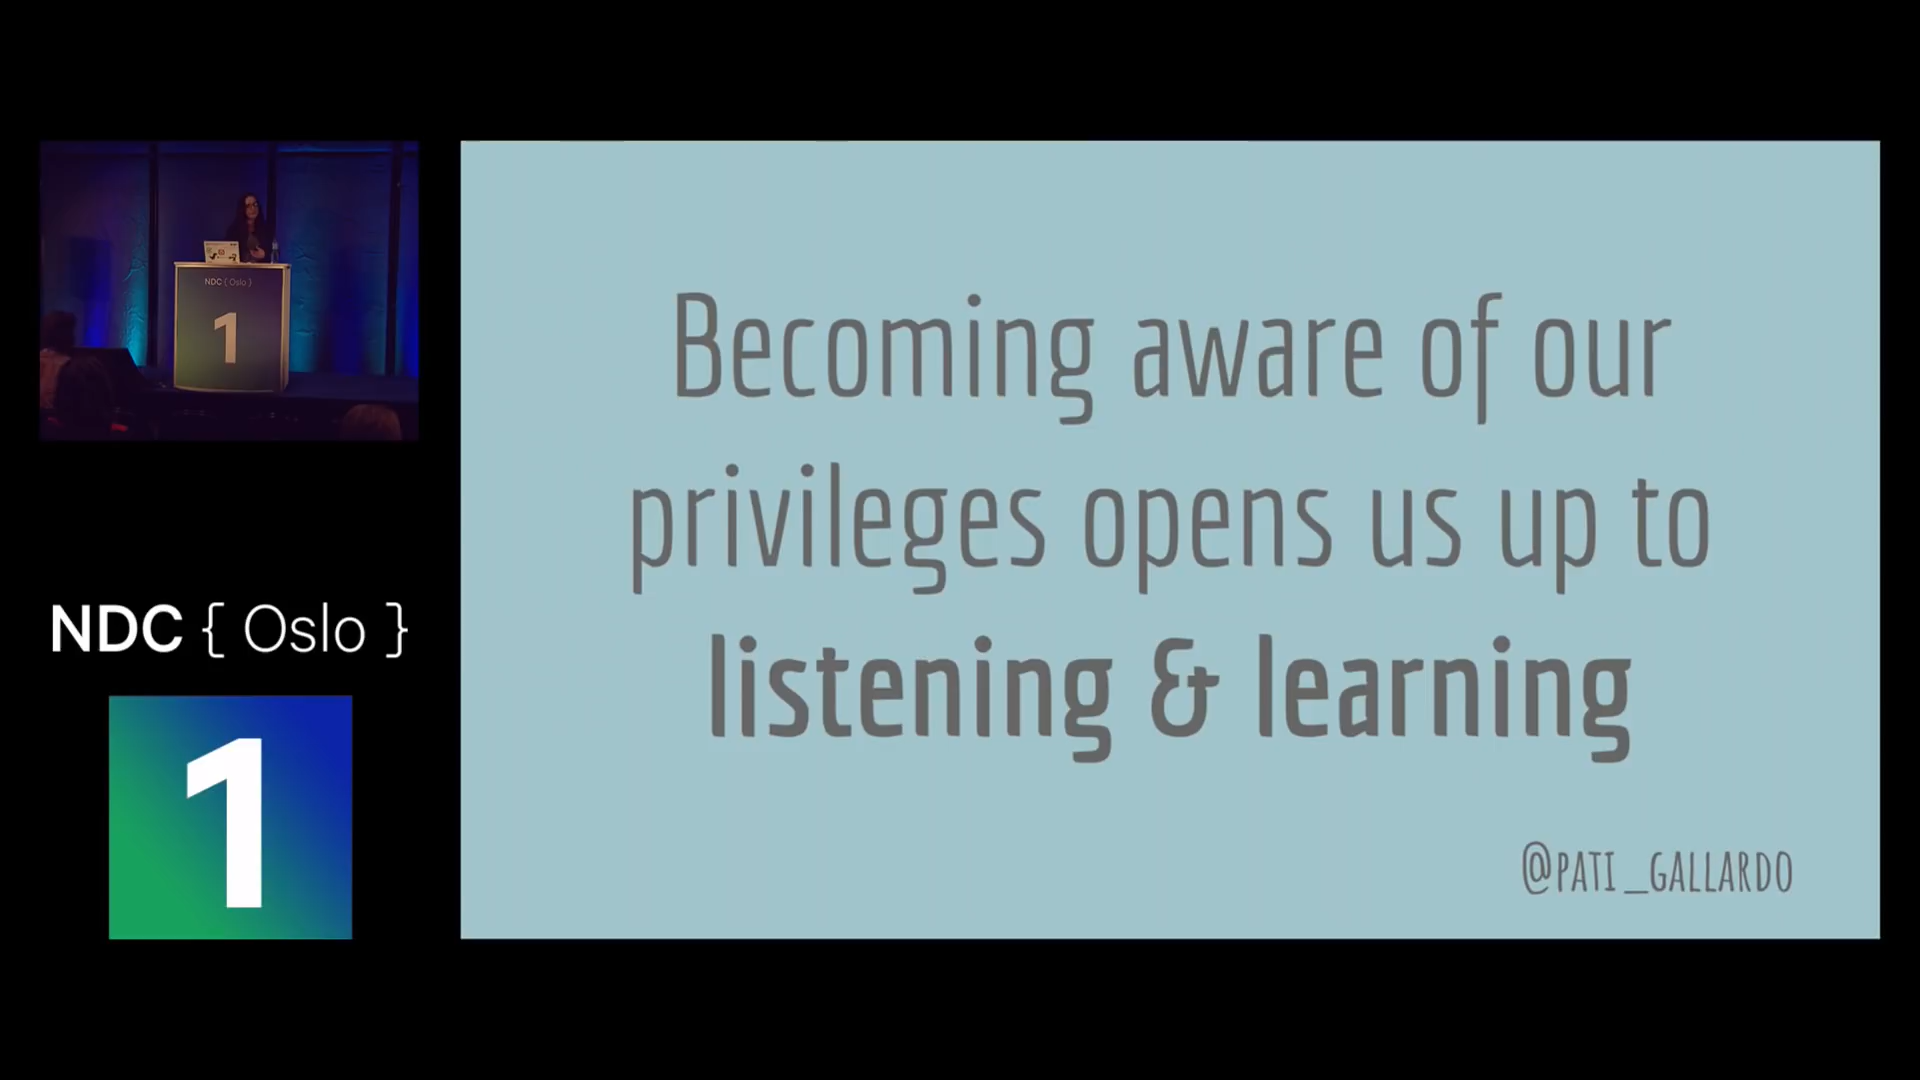 NDC { Oslo }
1
NDC { Oslo }
1
Becoming aware of our
privileges opens us up to
listening & learning
@PATI_GALLARDO